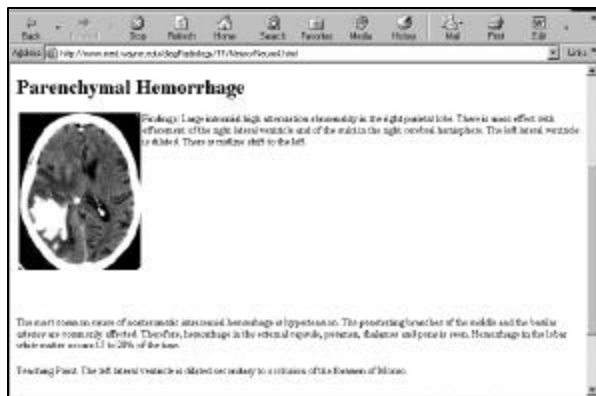 Back Stop Refresh Home Search Favorites Media History Mail Print Edit
Address Links
Parenchymal Hemorrhage
Findings: Large intraaxial high attenuation abnormality in the right parietal lobe. There is mass effect with
effacement of the right lateral ventricle and of the sulci in the right cerebral hemisphere. The left lateral ventricle
is dilated. There is midline shift to the left.
The most common cause of nontraumatic intracranial hemorrhage is hypertension. The penetrating branches of the middle and the basilar
arteries are commonly affected. Therefore, hemorrhage in the external capsule, putamen, thalamus and pons is seen. Hemorrhage in the lobar
white matter occurs to 20% of the time.
Teaching Point: The left lateral ventricle is dilated secondary to occlusion of the foramen of Monro.